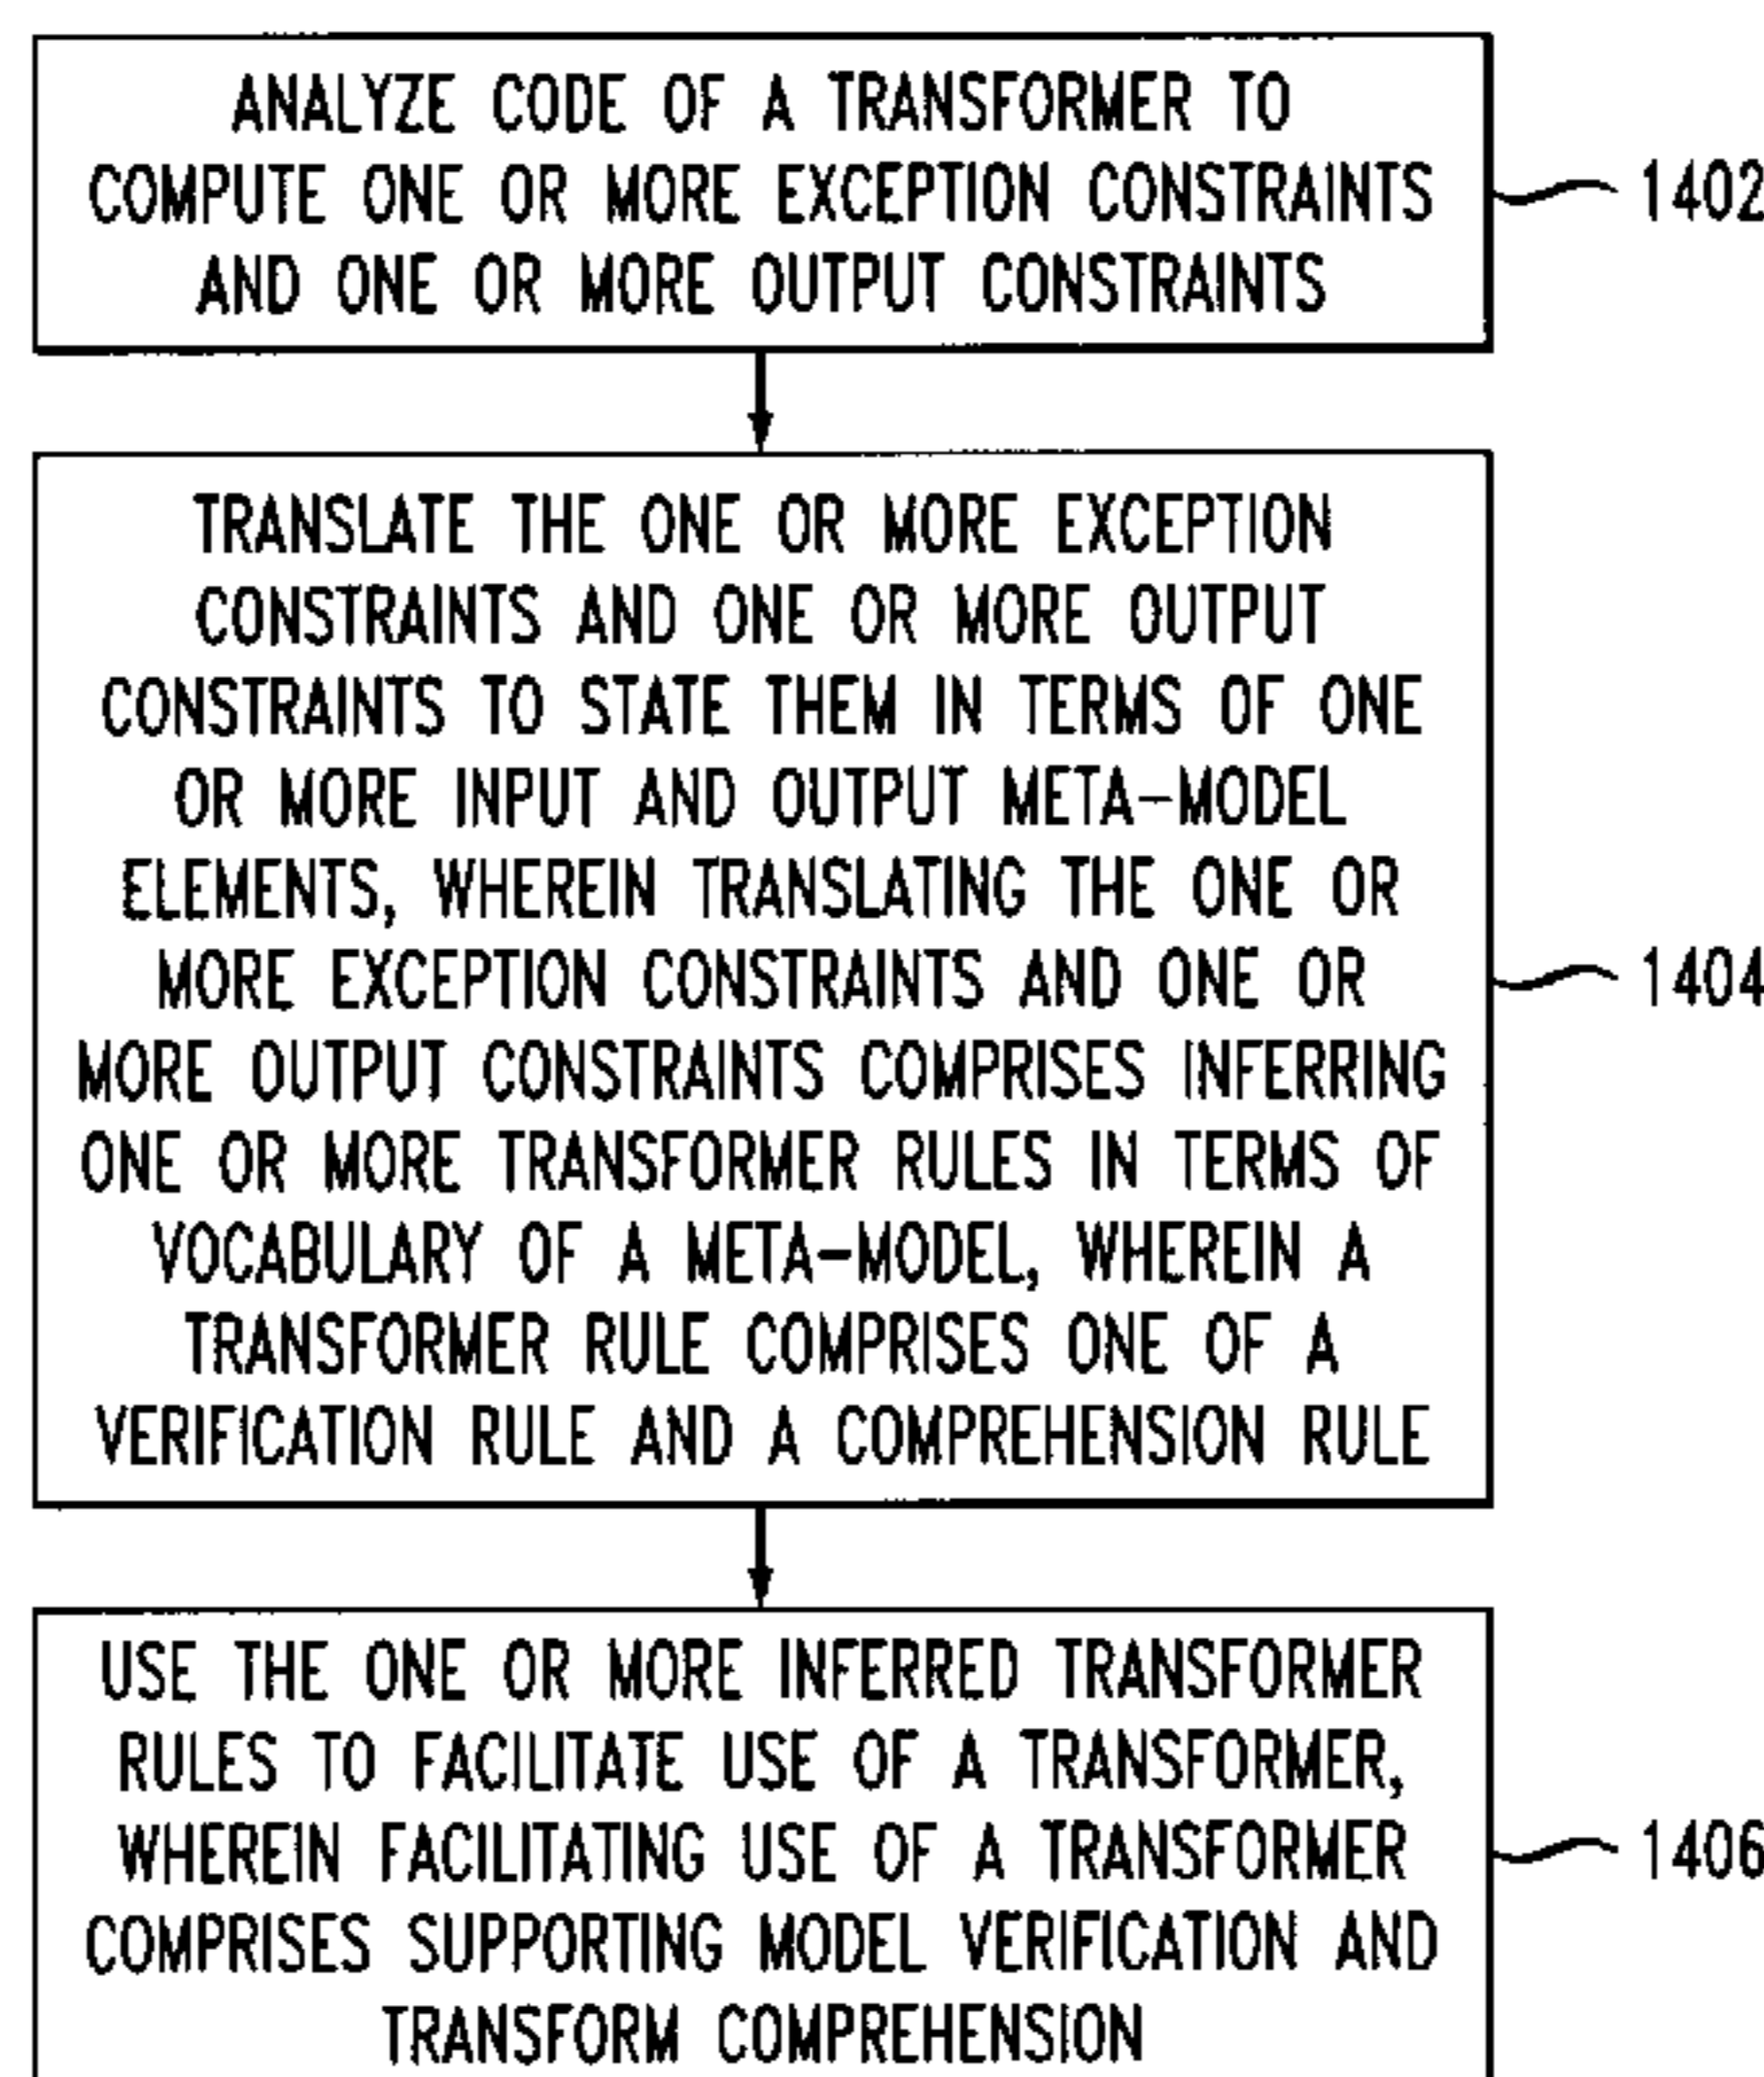 ANALYZE CODE OF A TRANSFORMER TO
COMPUTE ONE OR MORE EXCEPTION CONSTRAINTS
AND ONE OR MORE OUTPUT CONSTRAINTS
1402
TRANSLATE THE ONE OR MORE EXCEPTION
CONSTRAINTS AND ONE OR MORE OUTPUT
CONSTRAINTS TO STATE THEM IN TERMS OF ONE
OR MORE INPUT AND OUTPUT META-MODEL
ELEMENTS, WHEREIN TRANSLATING THE ONE OR
MORE EXCEPTION CONSTRAINTS AND ONE OR
MORE OUTPUT CONSTRAINTS COMPRISES INFERRING
ONE OR MORE TRANSFORMER RULES IN TERMS OF
VOCABULARY OF A META-MODEL, WHEREIN A
TRANSFORMER RULE COMPRISES ONE OF A
VERIFICATION RULE AND A COMPREHENSION RULE
1404
USE THE ONE OR MORE INFERRED TRANSFORMER
RULES TO FACILITATE USE OF A TRANSFORMER,
WHEREIN FACILITATING USE OF A TRANSFORMER
COMPRISES SUPPORTING MODEL VERIFICATION AND
TRANSFORM COMPREHENSION
1406